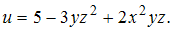 u = 5 − 3yz² + 2x²yz.